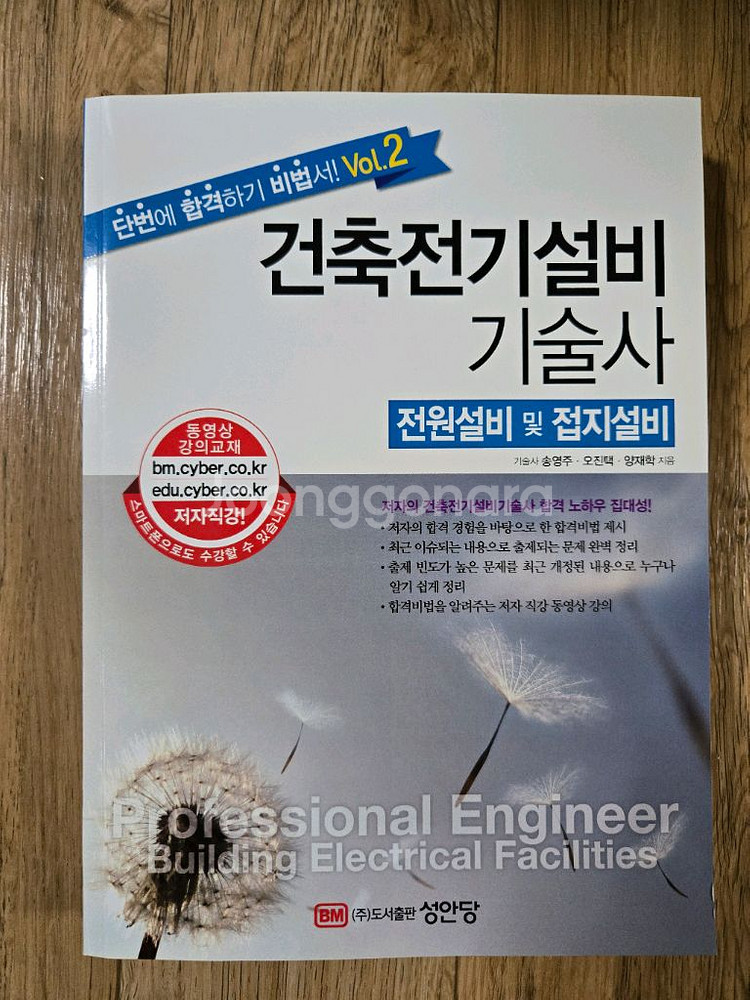 단번에 합격하기 비법서! Vol.2
건축전기설비
기술사
전원설비 및 접지설비
기술사 송영주 · 오진택 · 양재학 지음
동영상
강의교재
bm.cyber.co.kr
edu.cyber.co.kr
저자직강!
스마트폰으로도 수강할 수 있습니다
joonggonara
저자의 건축전기설비기술사 합격 노하우 집대성!
• 저자의 합격 경험을 바탕으로 한 합격비법 제시
• 최근 이슈되는 내용으로 출제되는 문제 완벽 정리
• 출제 빈도가 높은 문제를 최근 개정된 내용으로 누구나
알기 쉽게 정리
• 합격비법을 알려주는 저자 직강 동영상 강의
Professional Engineer
Building Electrical Facilities
BM (주)도서출판 성안당